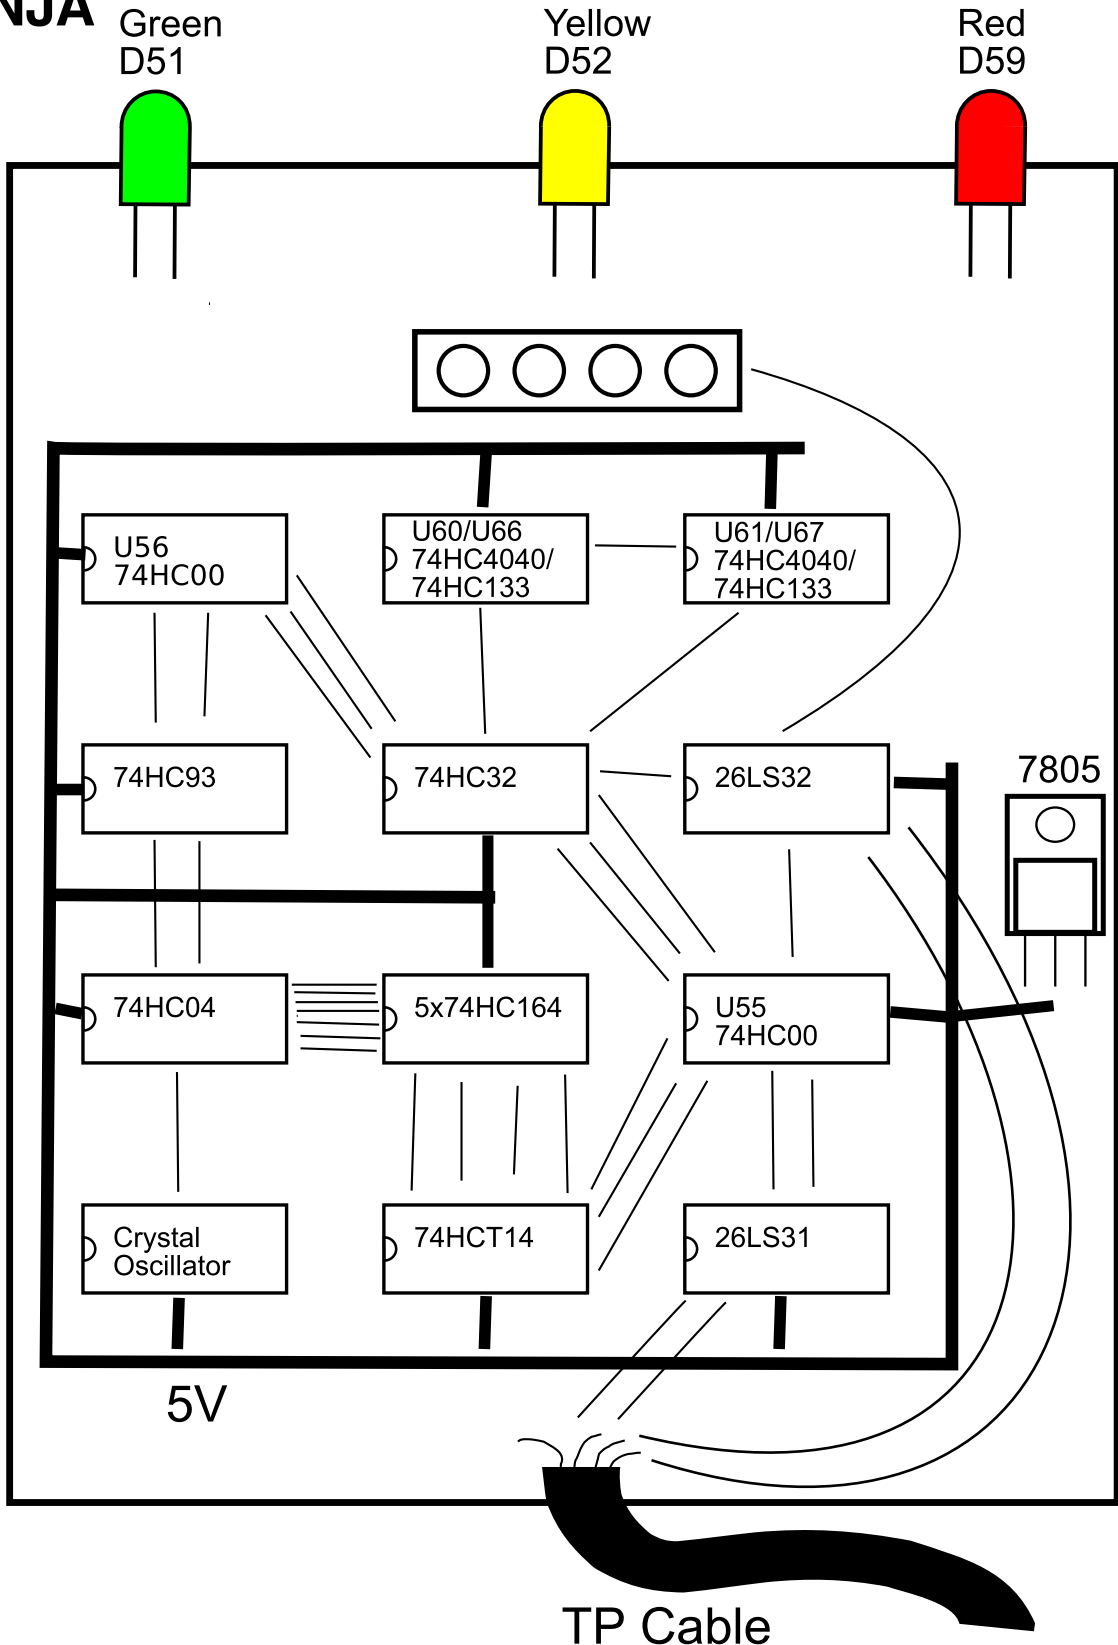 NJA
Green
D51
Yellow
D52
Red
D59
U56
74HC00
U60/U66
74HC4040/
74HC133
U61/U67
74HC4040/
74HC133
74HC93
74HC32
26LS32
7805
74HC04
5x74HC164
U55
74HC00
Crystal
Oscillator
74HCT14
26LS31
5V
TP Cable